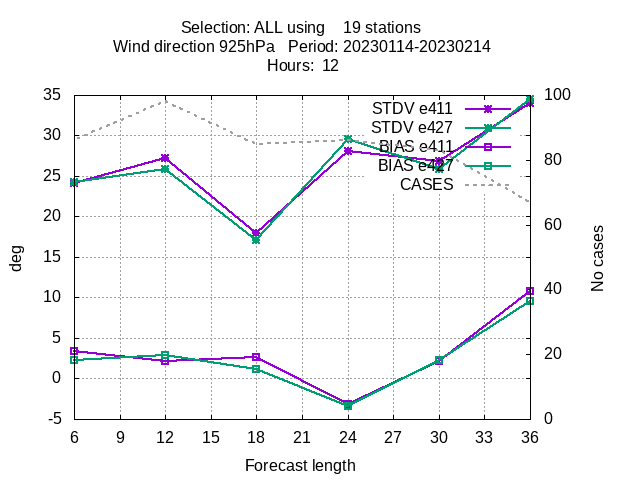 Selection: ALL using    19 stations
Wind direction 925hPa   Period: 20230114-20230214
Hours:  12
35
30
25
20
15
10
5
0
-5
deg
STDV e411
STDV e427
BIAS e411
BIAS e427
CASES
100
80
60
40
20
0
No cases
6 9 12 15 18 21 24 27 30 33 36
Forecast length